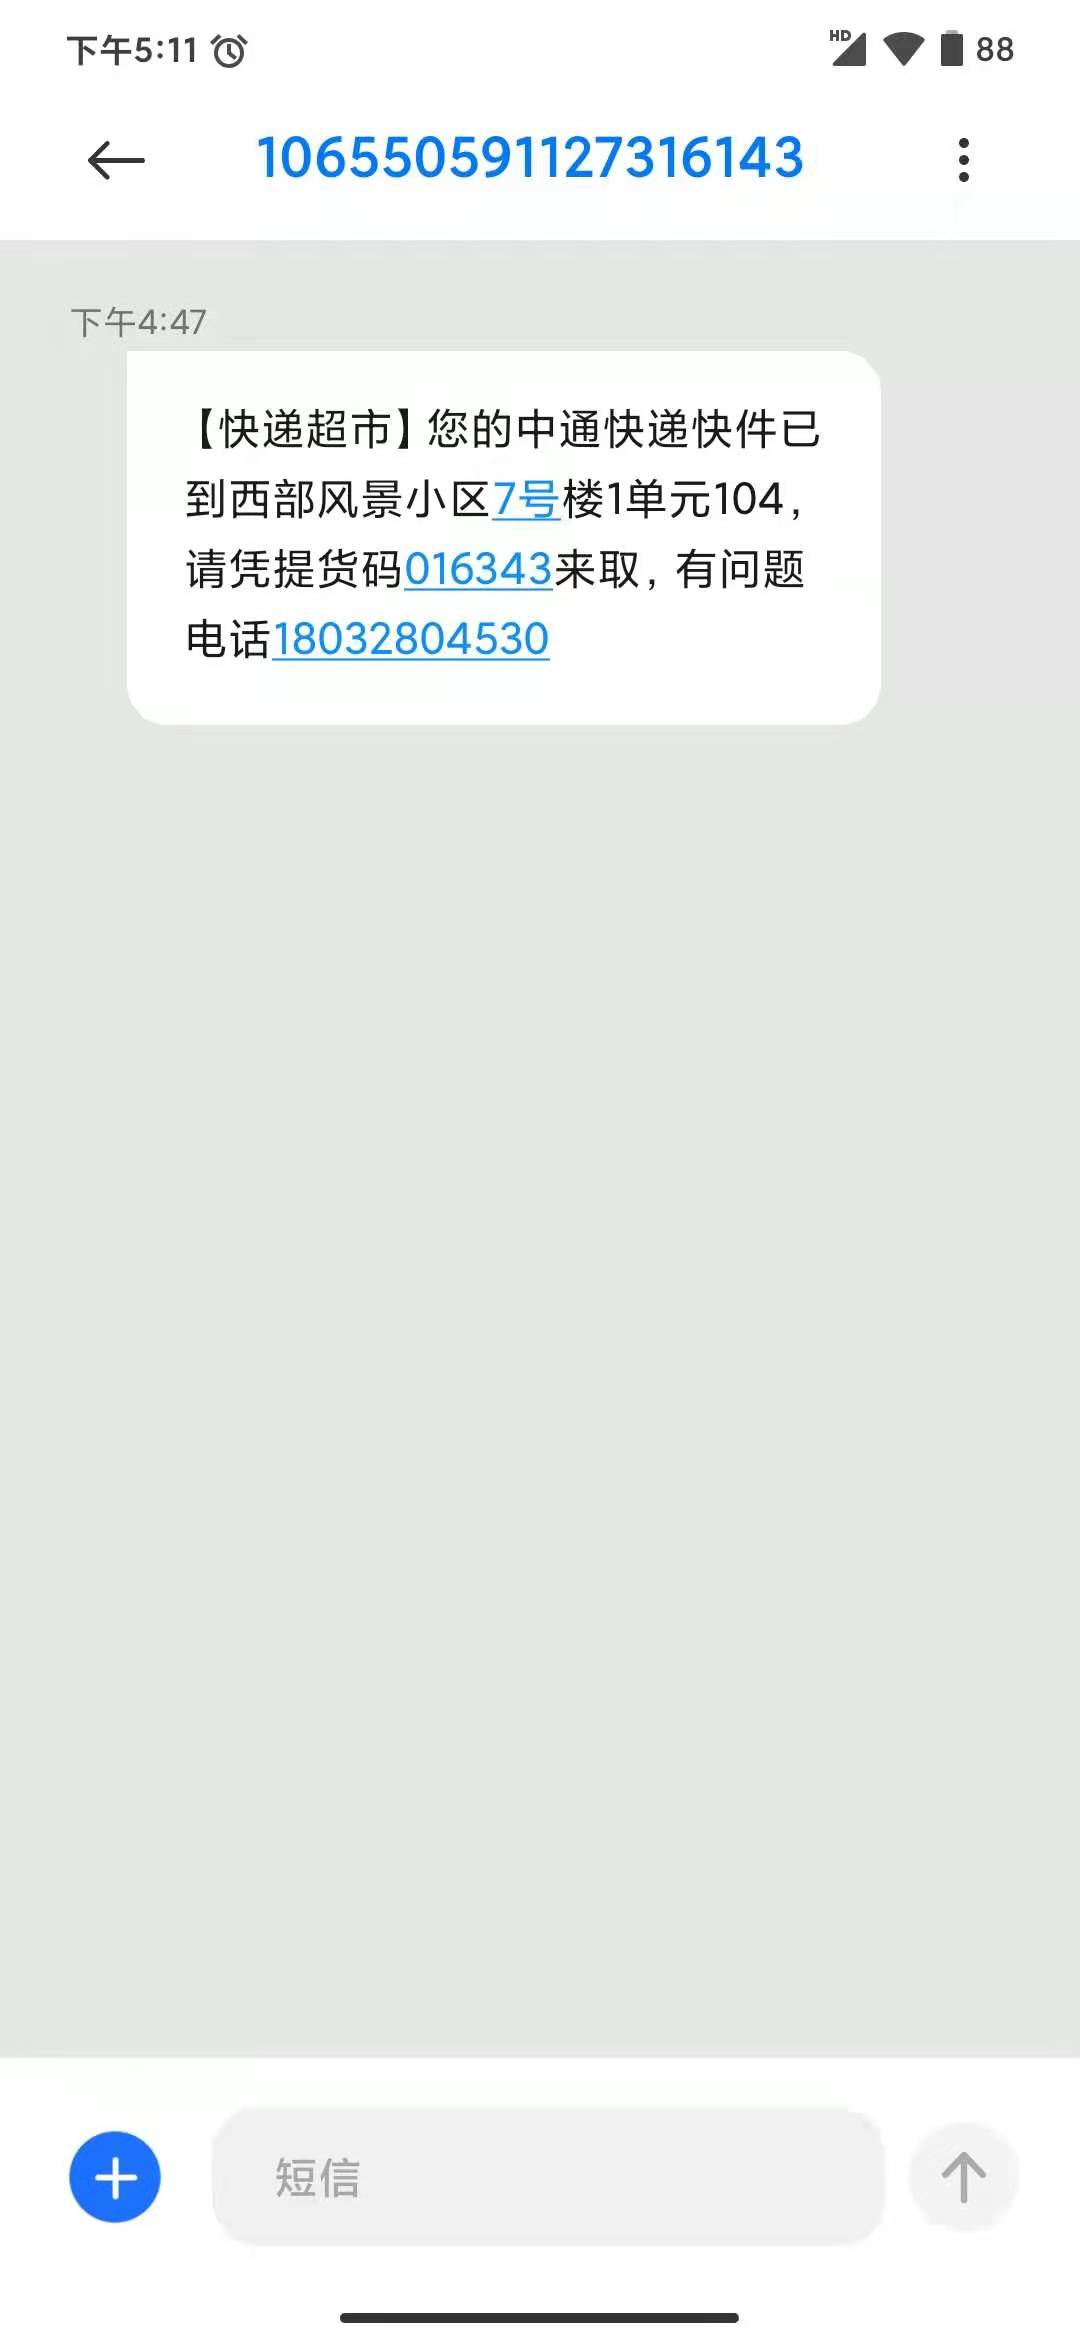 下午5:11
HD
88
106550591127316143
下午4:47
【快递超市】您的中通快递快件已
到西部风景小区7号楼1单元104,
请凭提货码016343来取, 有问题
电话18032804530
短信